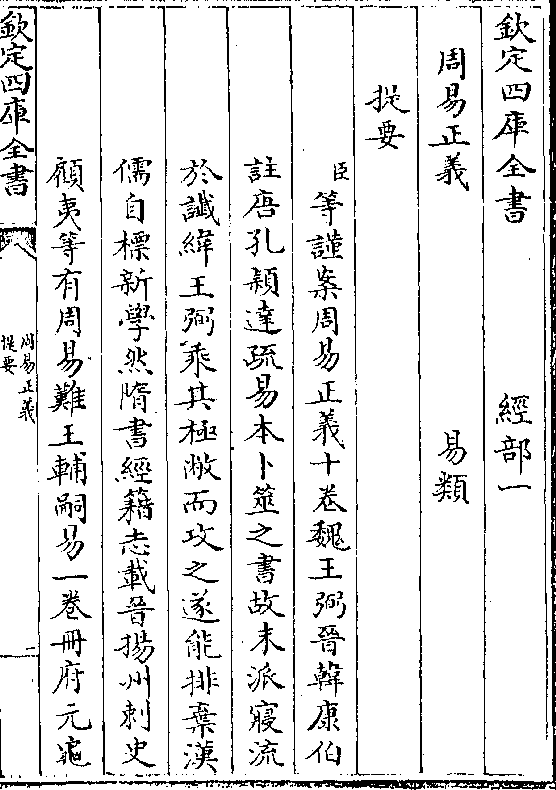 欽定四庫全書　經部一
周易正義　易類
提要
臣等謹案周易正義十卷魏王弼晉韓康伯
註唐孔穎達疏易本卜筮之書故末派寖流
於讖緯王弼乘其極敝而攻之遂能排棄漢
儒自標新學然隋書經籍志載晉揚州刺史
顧夷等有周易難王輔嗣易一卷冊府元龜
欽定四庫全書
周易正義
提要
一